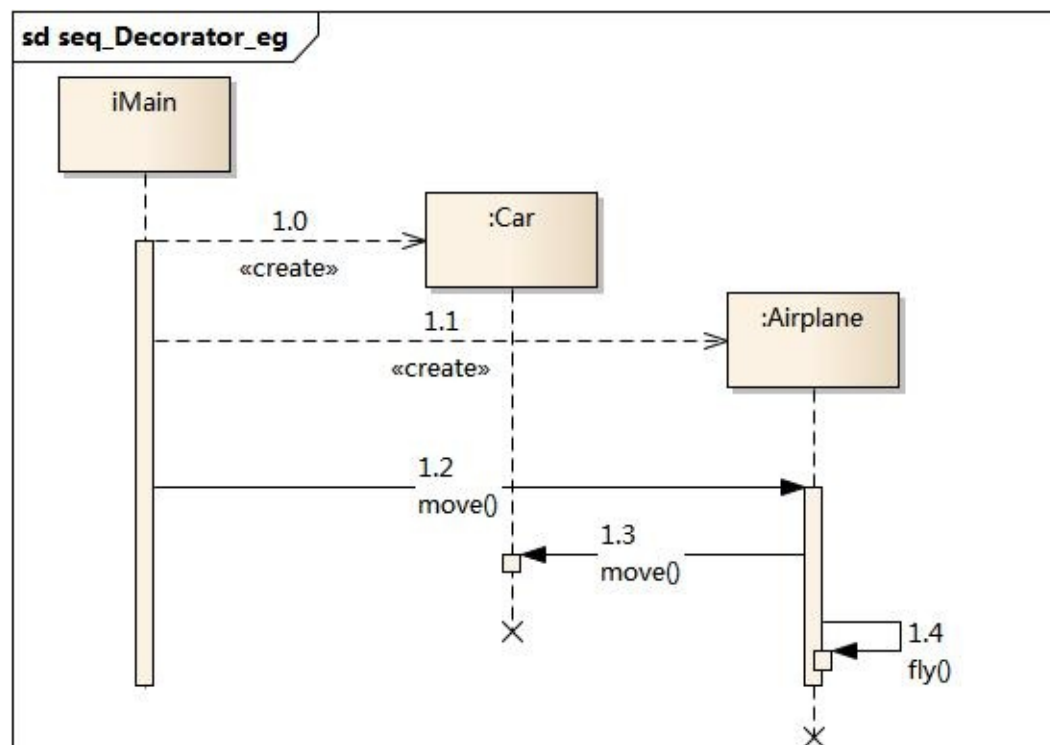 sd seq_Decorator_eg
iMain
:Car
1.0
«create»
:Airplane
1.1
«create»
1.2
move()
1.3
move()
1.4
fly()